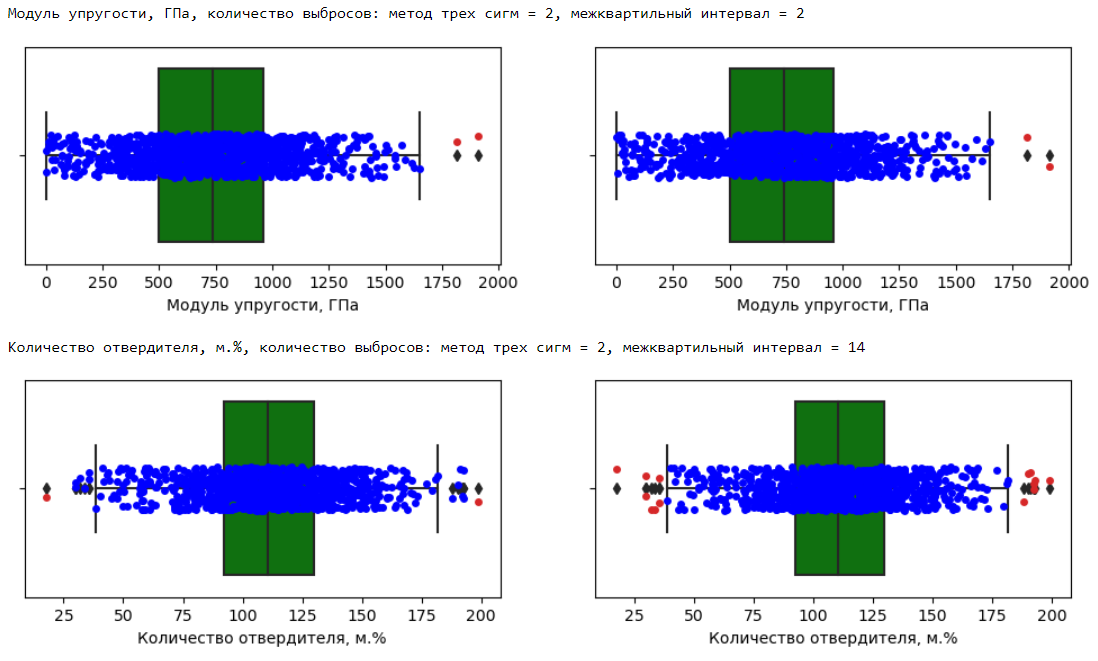 Модуль упругости, ГПа, количество выбросов: метод трех сигм = 2, межквартильный интервал = 2
0 250 500 750 1000 1250 1500 1750 2000
Модуль упругости, ГПа
0 250 500 750 1000 1250 1500 1750 2000
Модуль упругости, ГПа
Количество отвердителя, м.%, количество выбросов: метод трех сигм = 2, межквартильный интервал = 14
25 50 75 100 125 150 175 200
Количество отвердителя, м.%
25 50 75 100 125 150 175 200
Количество отвердителя, м.%